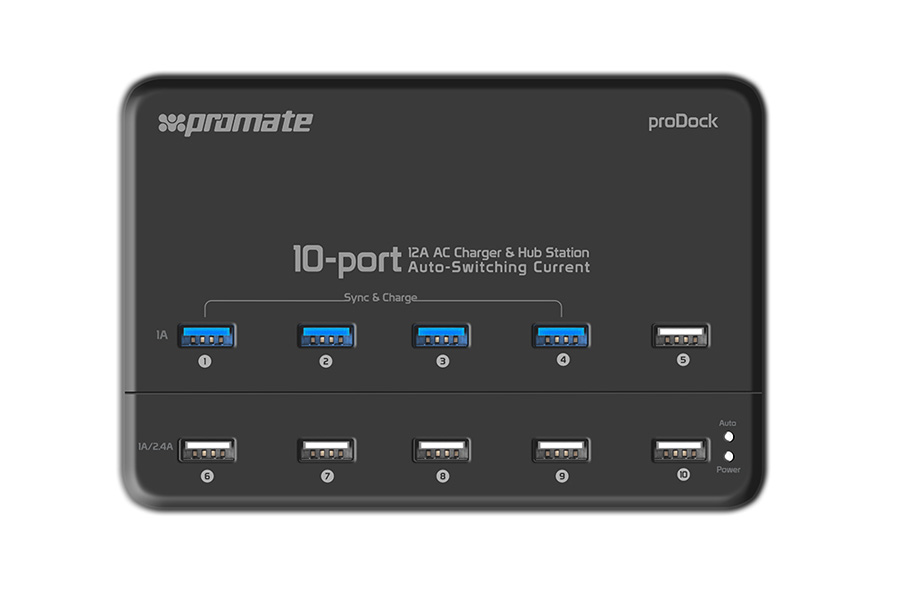 promate
proDock
10-port 12A AC Charger & Hub Station
Auto-Switching Current
Sync & Charge
1A
1 2 3 4 5
Auto
1A/2.4A
Power
6 7 8 9 10